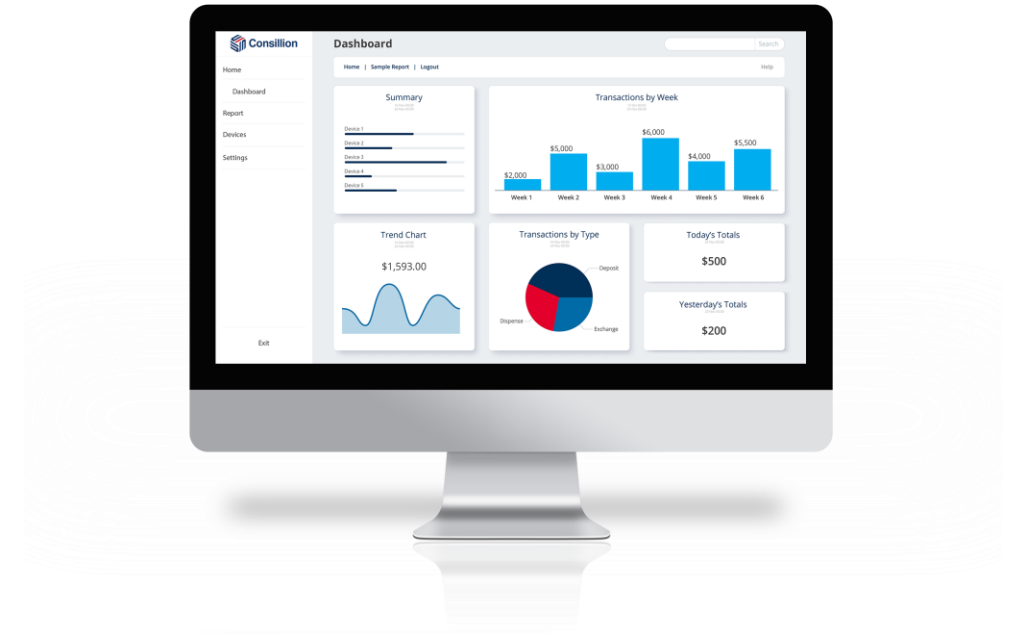 Consillion
Dashboard
Search
Home
Dashboard
Report
Devices
Settings
Exit
Home | Sample Report | Logout
Help
Summary
Device 1
Device 2
Device 3
Device 4
Device 5
Transactions by Week
$2,000
$5,000
$3,000
$6,000
$4,000
$5,500
Week 1
Week 2
Week 3
Week 4
Week 5
Week 6
Trend Chart
$1,593.00
Transactions by Type
Deposit
Dispense
Exchange
Today's Totals
$500
Yesterday's Totals
$200